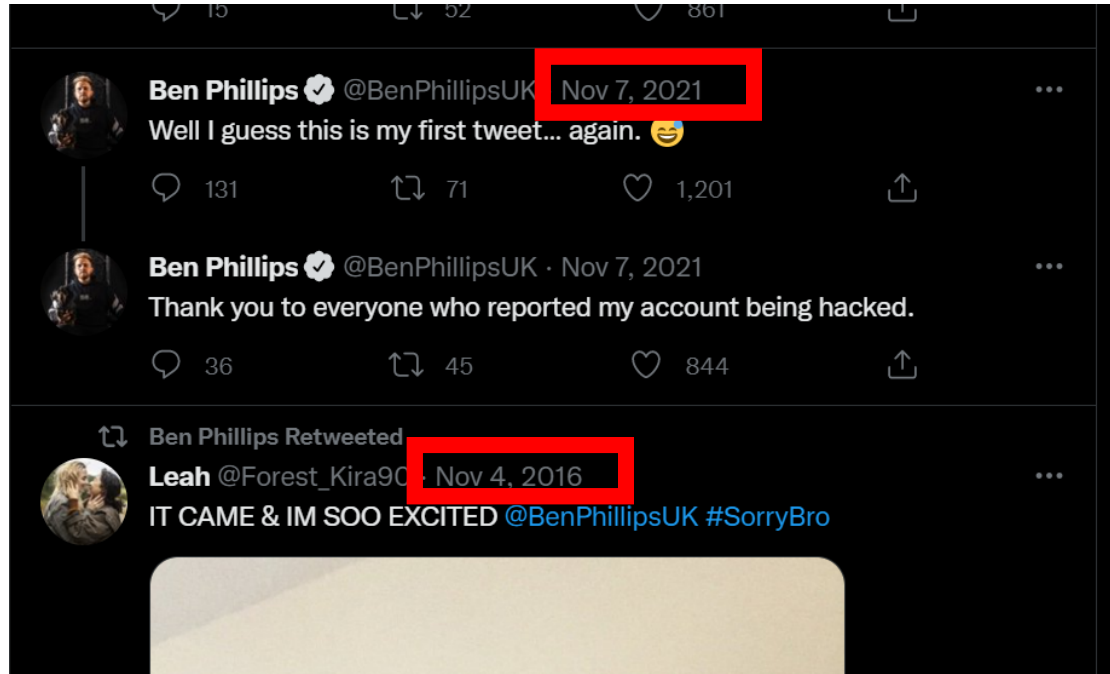 15 52 861
Ben Phillips @BenPhillipsUK Nov 7, 2021
Well I guess this is my first tweet... again. 😅
131 71 1,201
Ben Phillips @BenPhillipsUK · Nov 7, 2021
Thank you to everyone who reported my account being hacked.
36 45 844
Ben Phillips Retweeted
Leah @Forest_Kira90 · Nov 4, 2016
IT CAME & IM SOO EXCITED @BenPhillipsUK #SorryBro